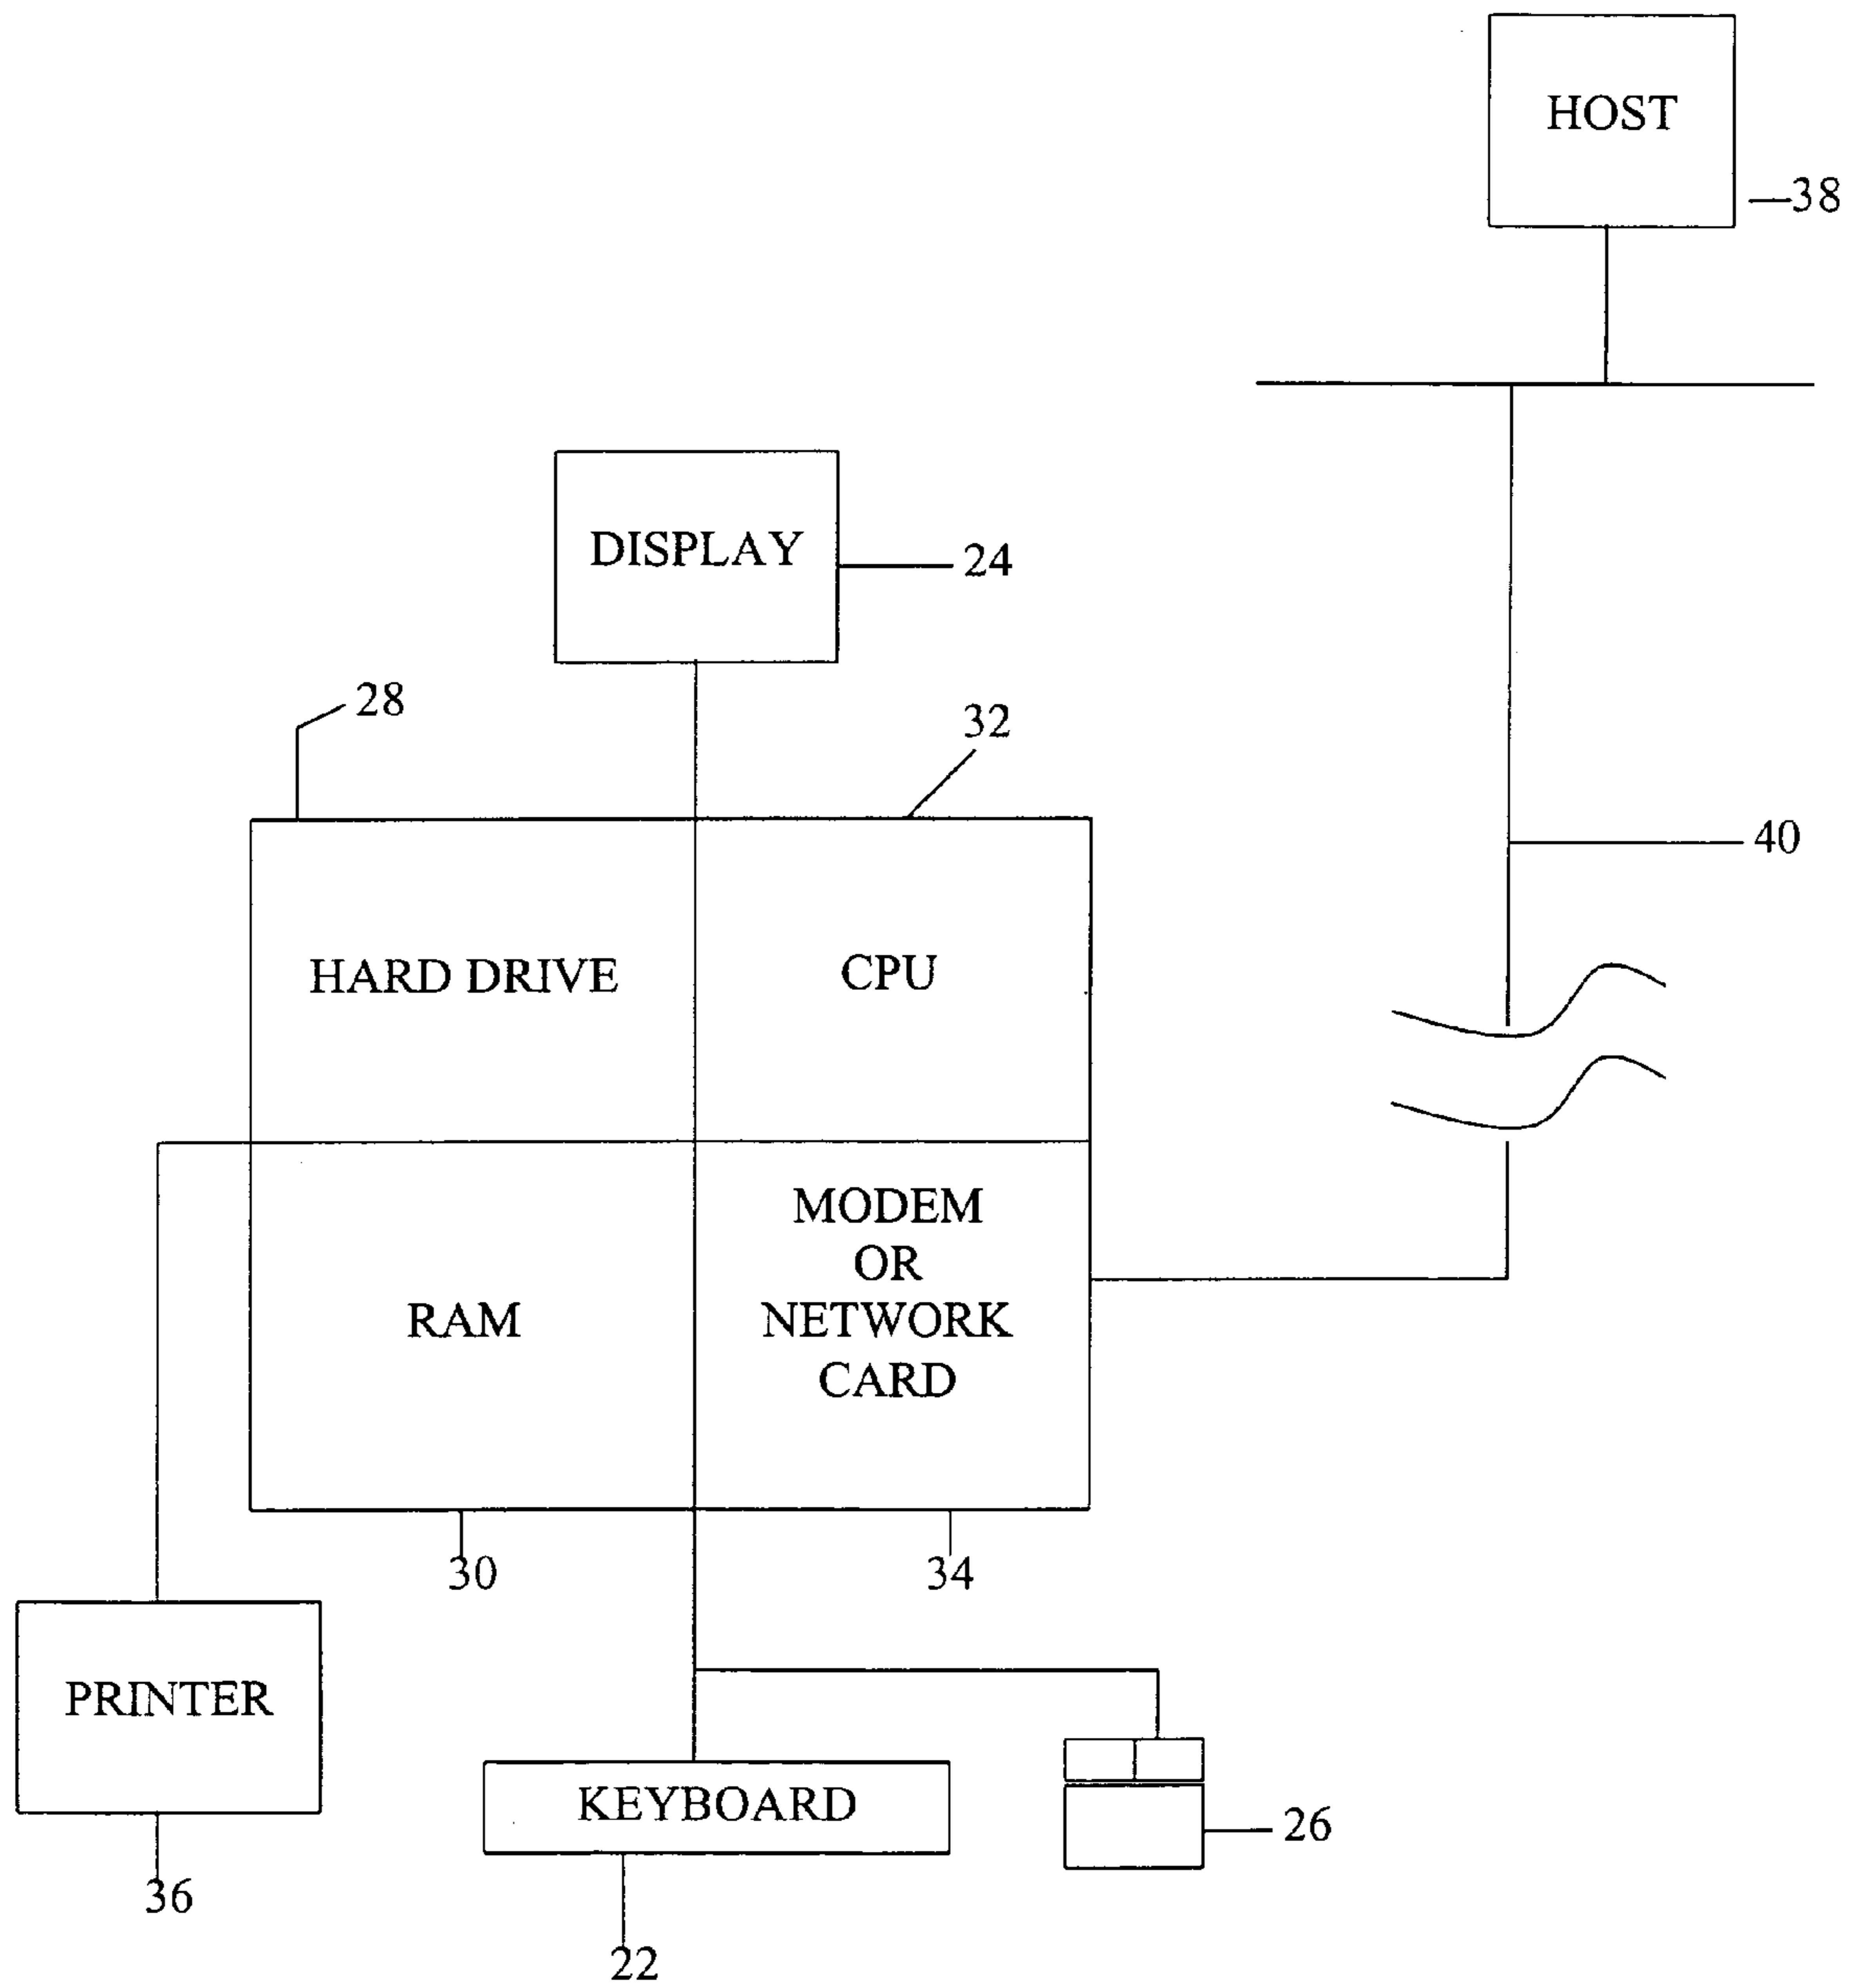 HOST
38
DISPLAY
24
28
32
40
HARD DRIVE
CPU
MODEM
OR
NETWORK
CARD
RAM
30
34
PRINTER
KEYBOARD
26
36
22